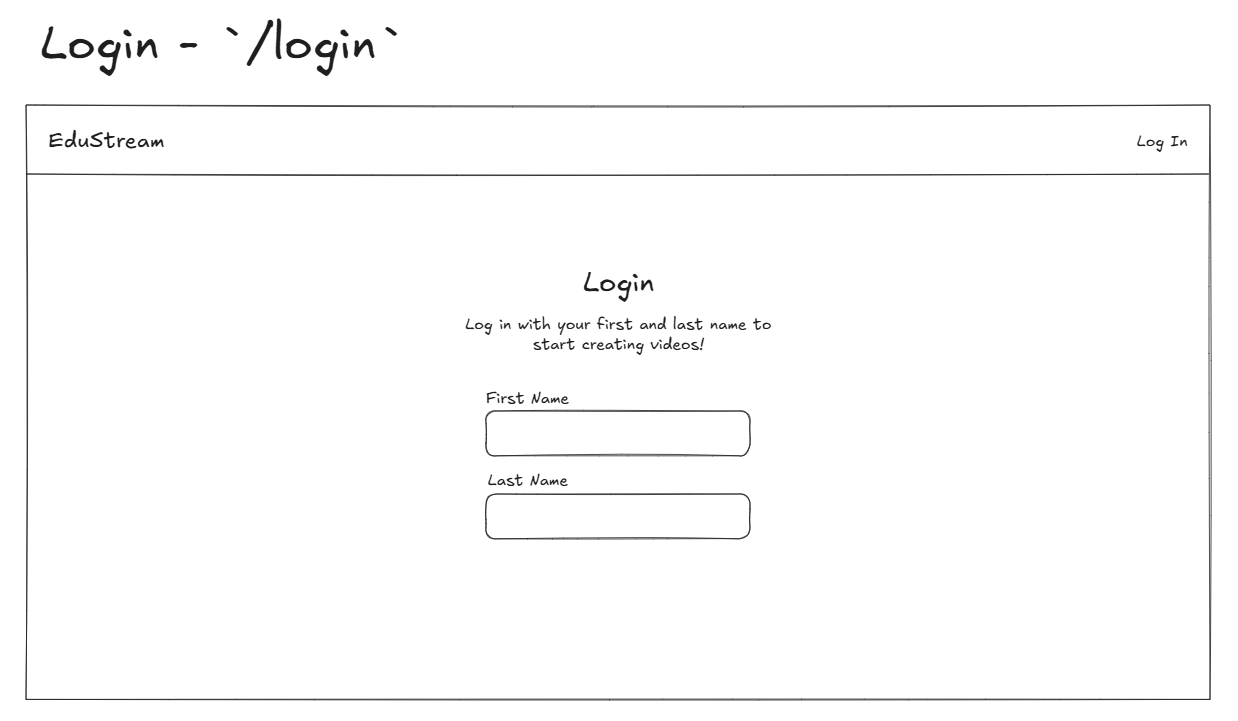 Login - `/login`
EduStream
Log In
Login
Log in with your first and last name to
start creating videos!
First Name
Last Name